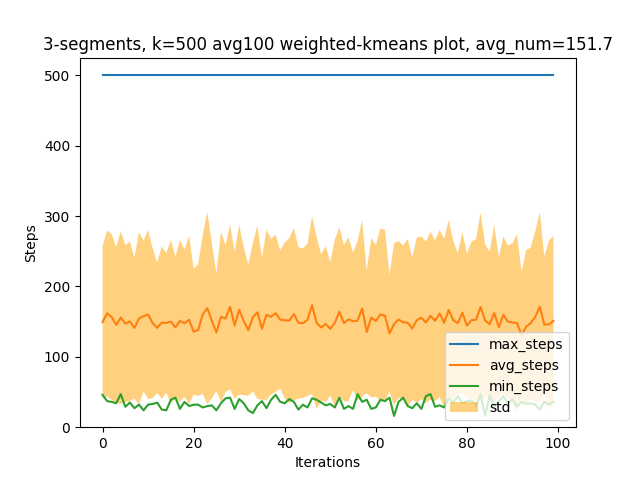 3-segments, k=500 avg100 weighted-kmeans plot, avg_num=151.7
500
400
300
200
100
0
Steps
max_steps
avg_steps
min_steps
std
0 20 40 60 80 100
Iterations